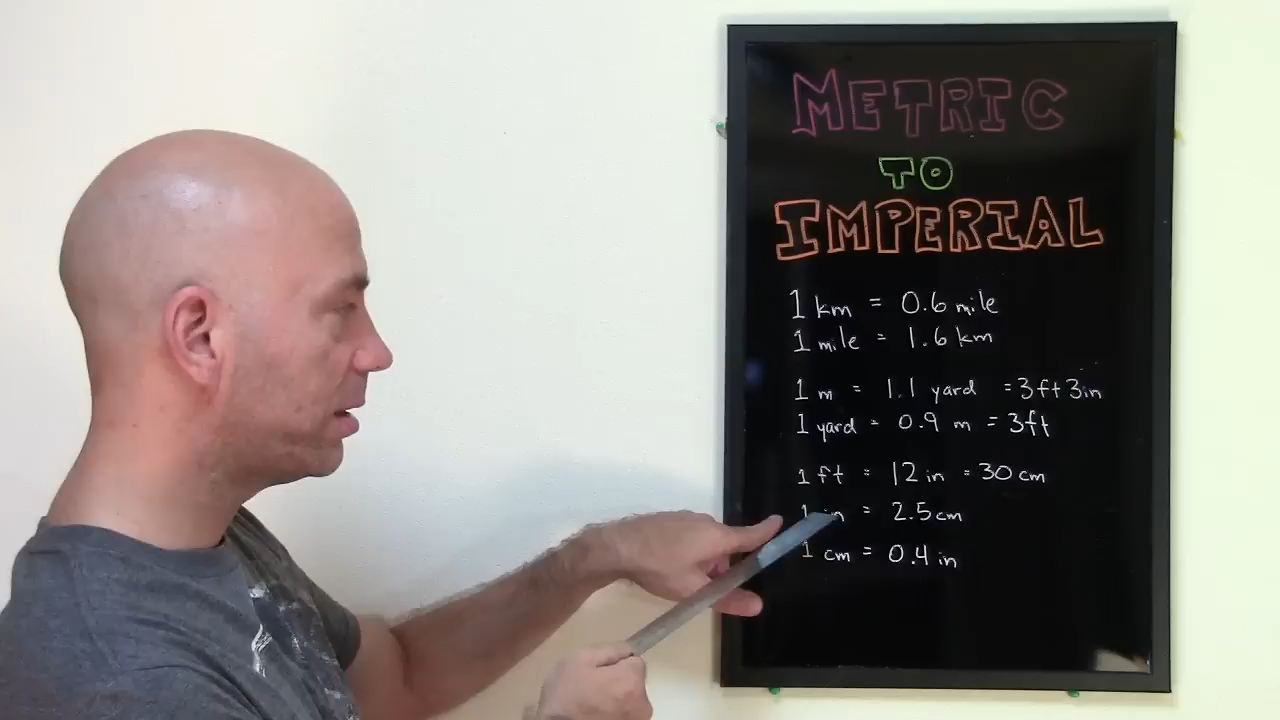 METRIC
TO
IMPERIAL
1 km = 0.6 mile
1 mile = 1.6 km
1 m = 1.1 yard = 3ft 3in
1 yard = 0.9 m = 3ft
1 ft = 12 in = 30 cm
1 in = 2.5 cm
1 cm = 0.4 in